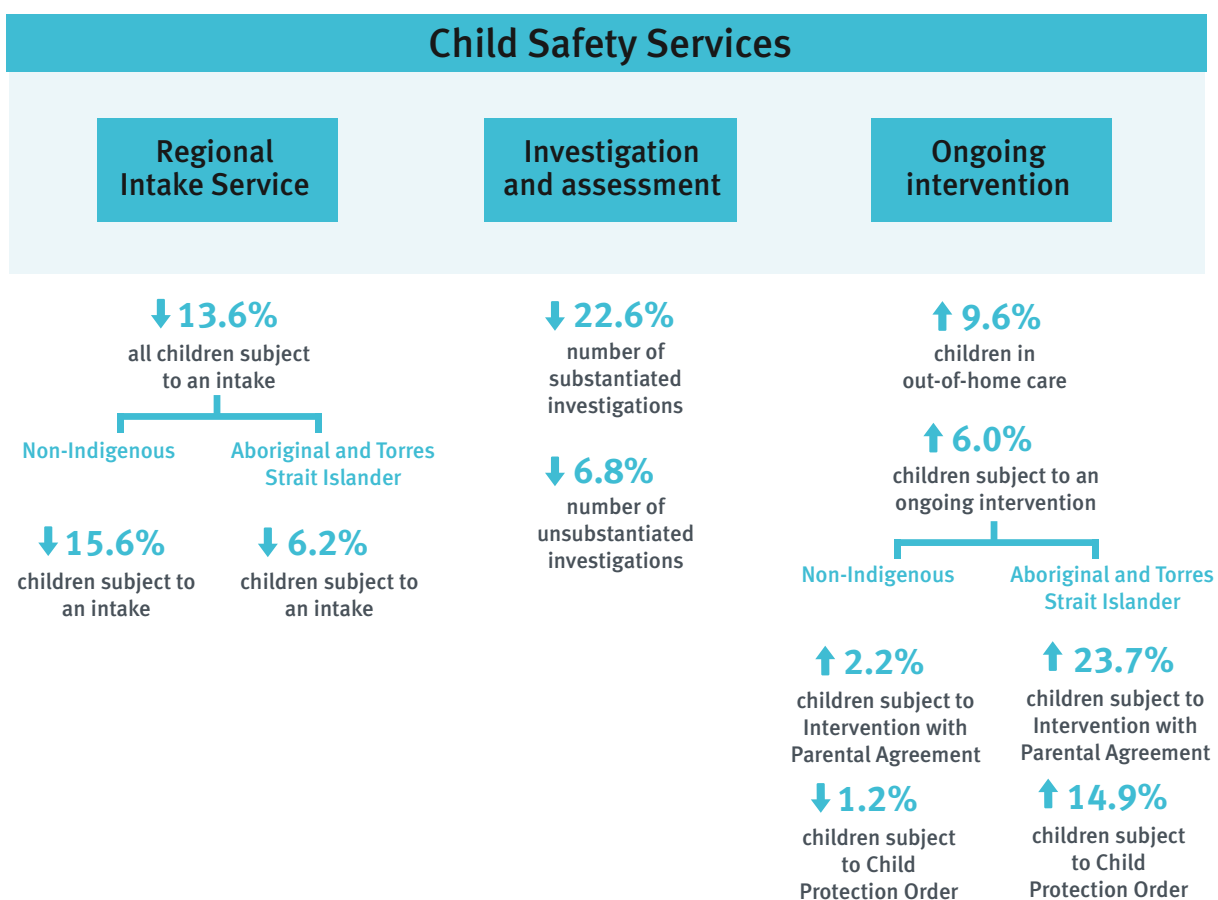 Child Safety Services
Regional
Intake Service
13.6%
all children subject
to an intake
Non-Indigenous
15.6%
children subject to
an intake
Aboriginal and Torres
Strait Islander
6.2%
children subject to
an intake
Investigation
and assessment
22.6%
number of
substantiated
investigations
6.8%
number of
unsubstantiated
investigations
Ongoing
intervention
9.6%
children in
out-of-home care
6.0%
children subject to an
ongoing intervention
Non-Indigenous
2.2%
children subject to
Intervention with
Parental Agreement
1.2%
children subject
to Child
Protection Order
Aboriginal and Torres
Strait Islander
23.7%
children subject to
Intervention with
Parental Agreement
14.9%
children subject
to Child
Protection Order